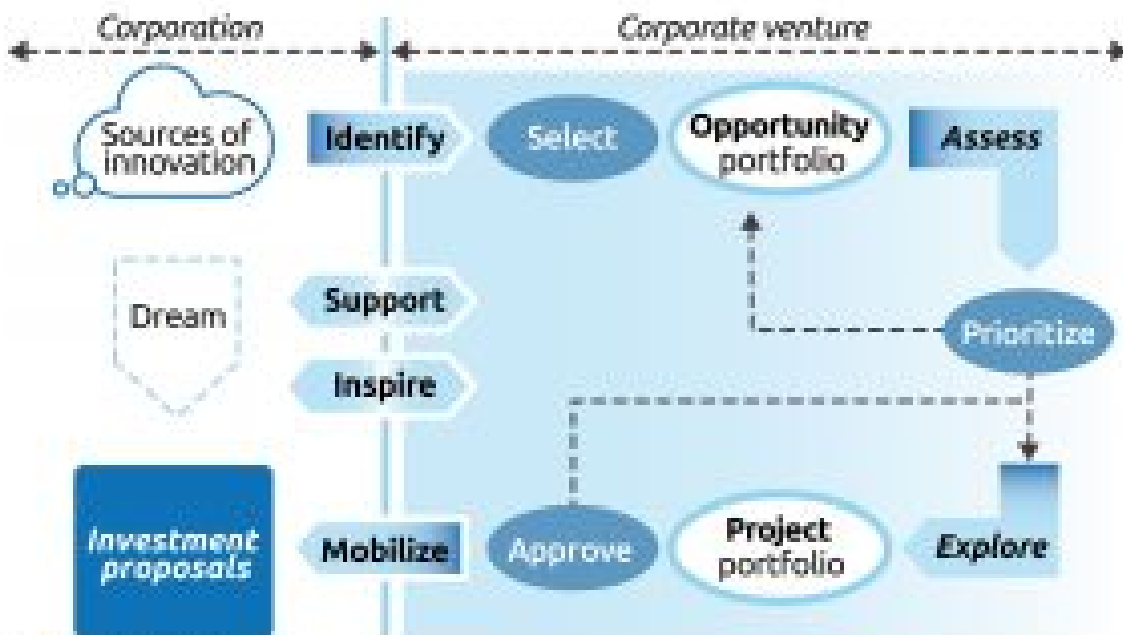 Corporation
Corporate venture
Sources of
innovation
Identify
Select
Opportunity
portfolio
Assess
Support
Dream
Prioritize
Inspire
Investment
proposals
Mobilize
Approve
Project
portfolio
Explore